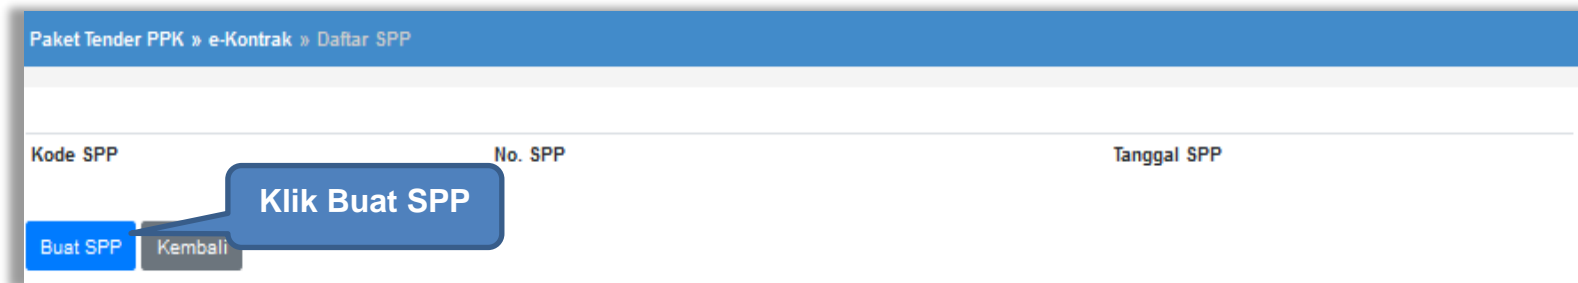 Paket Tender PPK » e-Kontrak » Daftar SPP
Kode SPP No. SPP Tanggal SPP
Klik Buat SPP
Buat SPP Kembali